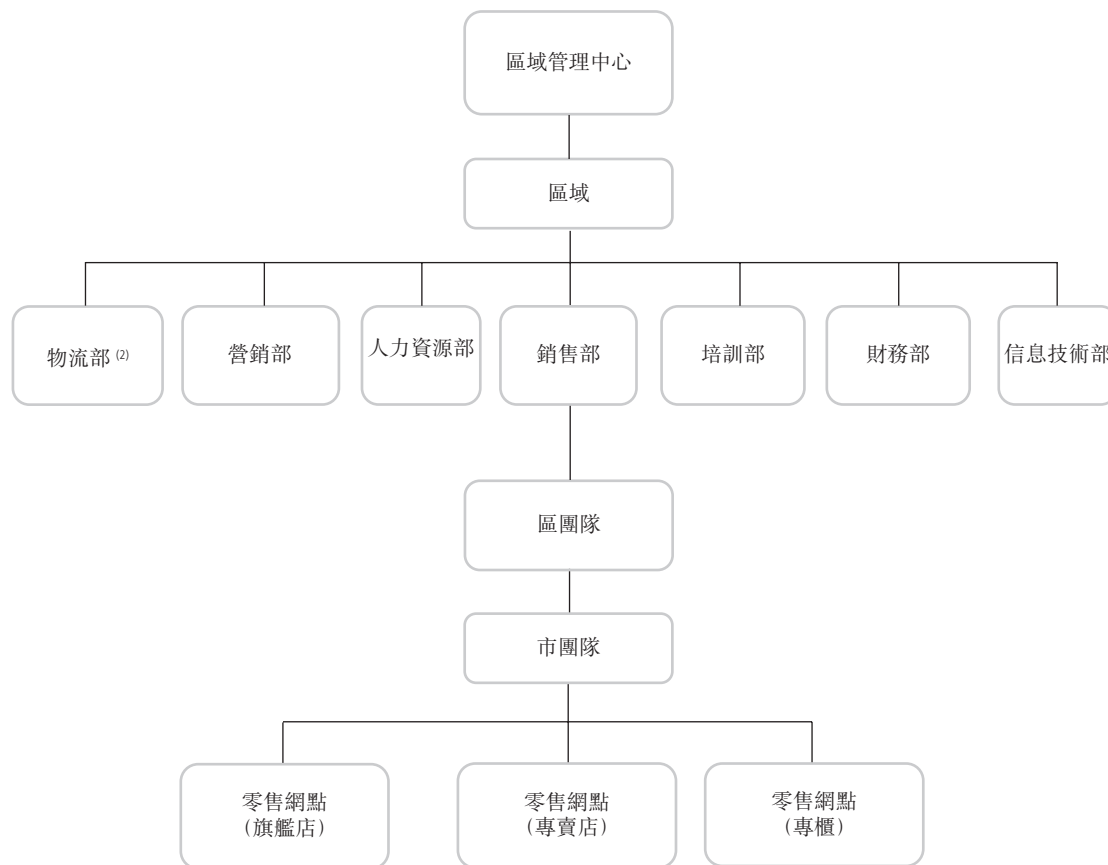 區域管理中心
區域
物流部 (2)
營銷部
人力資源部
銷售部
培訓部
財務部
信息技術部
區團隊
市團隊
零售網點
(旗艦店)
零售網點
(專賣店)
零售網點
(專櫃)